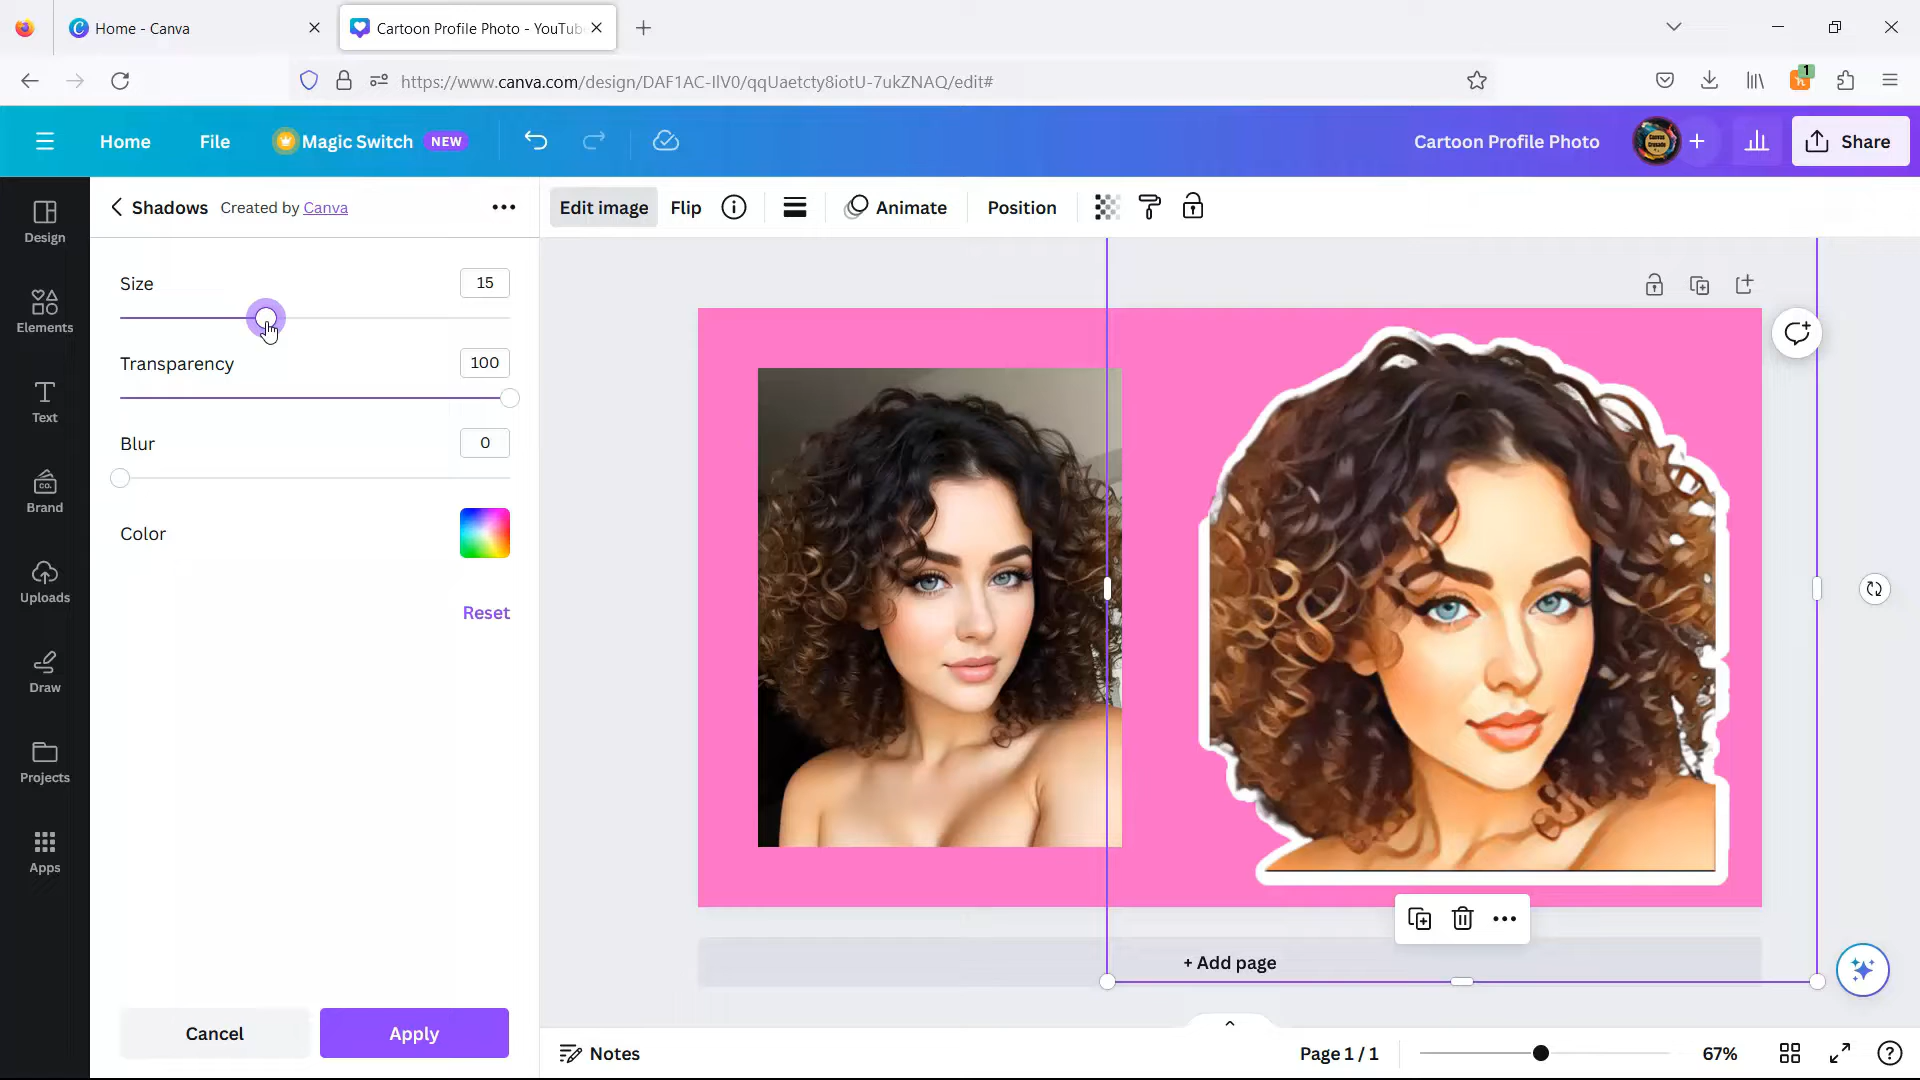 Home - Canva
Cartoon Profile Photo - YouTub
https://www.canva.com/design/DAF1AC-IlV0/qqUaetcty8iotU-7ukZNAQ/edit#
1
Home
File
Magic Switch
NEW
Cartoon Profile Photo
Share
Shadows
Created by Canva
Edit image
Flip
Animate
Position
Design
Elements
Text
Brand
Uploads
Draw
Projects
Apps
Size
15
Transparency
100
Blur
0
Color
Reset
Cancel
Apply
+ Add page
Notes
Page 1 / 1
67%